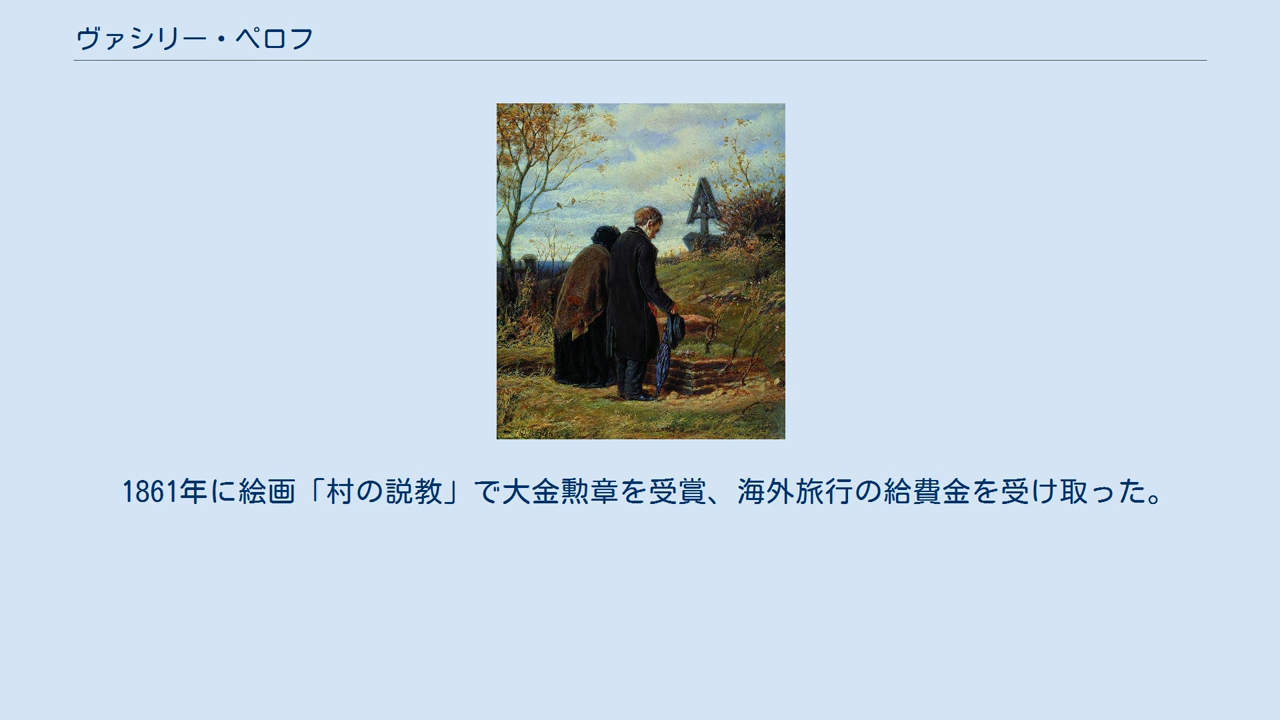 ヴァシリー・ペロフ
1861年に絵画「村の説教」で大金勲章を受賞、海外旅行の給費金を受け取った。